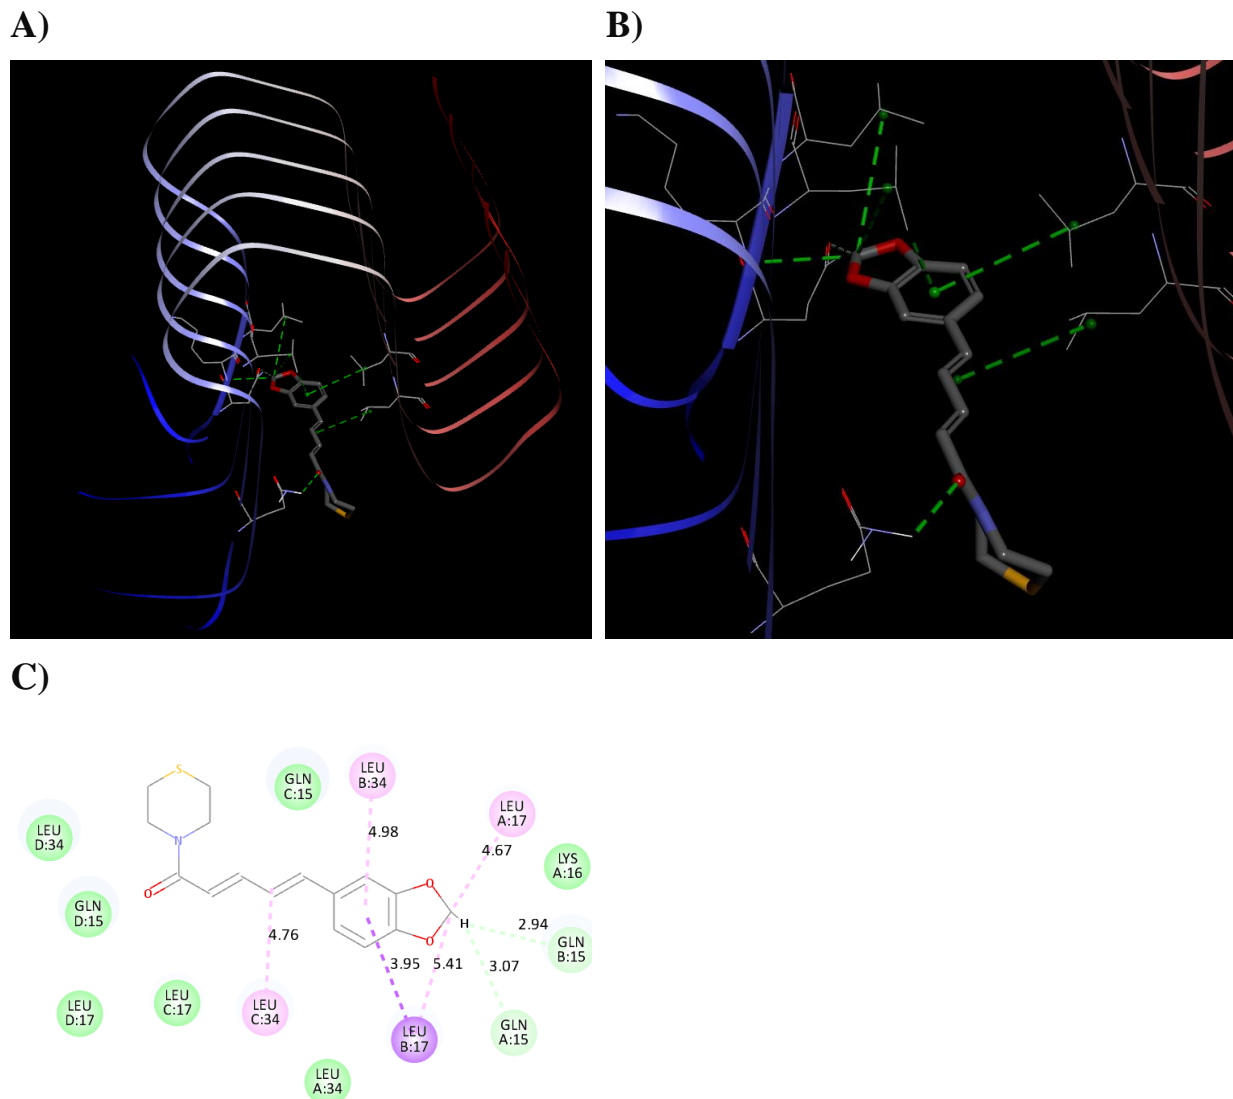 A)
B)
C)
S
GLN
C:15
LEU
B:34
LEU
A:17
LEU
D:34
N
4.98
4.67
LYS
A:16
O
O
GLN
D:15
H
2.94
4.76
O
GLN
B:15
3.95
5.41
3.07
LEU
D:17
LEU
C:17
LEU
C:34
LEU
B:17
GLN
A:15
LEU
A:34